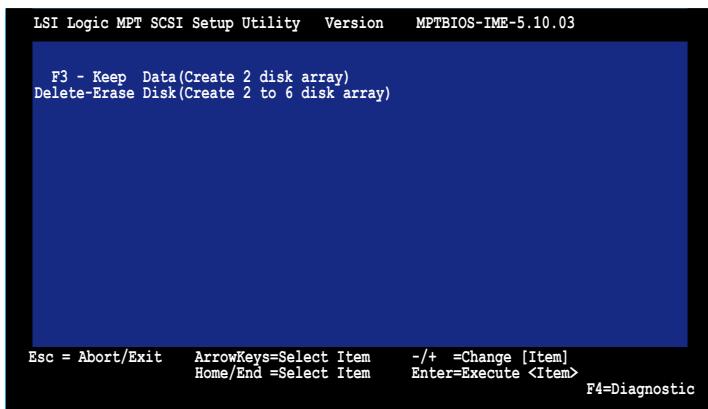 LSI Logic MPT SCSI Setup Utility Version MPTBIOS-IME-5.10.03
F3 - Keep Data(Create 2 disk array)
Delete-Erase Disk(Create 2 to 6 disk array)
Esc = Abort/Exit ArrowKeys=Select Item -/+ =Change [Item]
Home/End =Select Item Enter=Execute <Item>
F4=Diagnostic